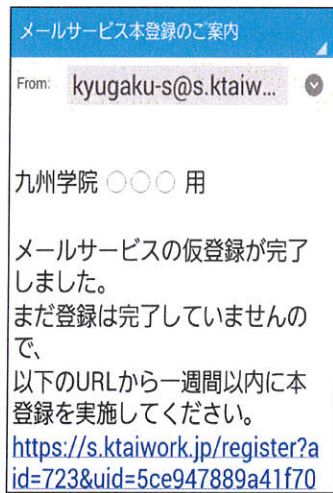 メールサービス本登録のご案内
From: kyugaku-s@s.ktaiw...
九州学院 ○○○ 用
メールサービスの仮登録が完了
しました。
まだ登録は完了していませんの
で、
以下のURLから一週間以内に本
登録を実施してください。
https://s.ktaiwork.jp/register?a
id=723&uid=5ce947889a41f70